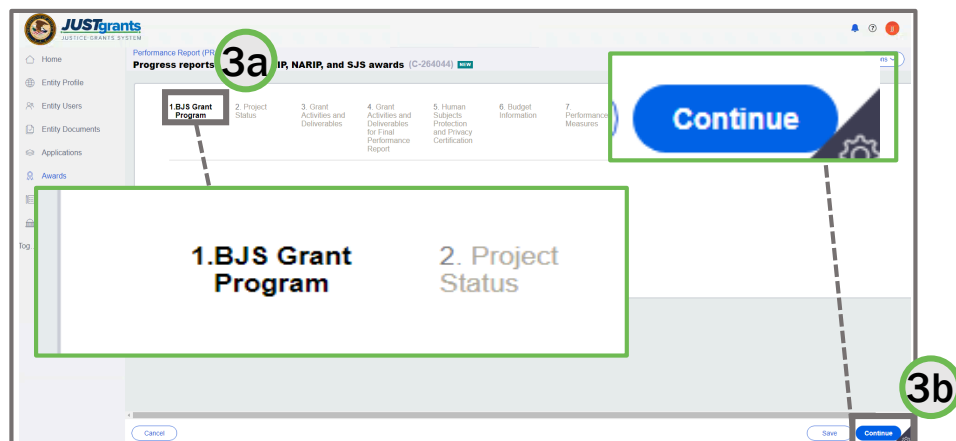 JUSTgrants
JUSTICE GRANTS SYSTEM
Home
Entity Profile
Entity Users
Entity Documents
Applications
Awards
Tog
Performance Report (PR
Progress reports IP, NARIP, and SJS awards (C-264044) NEW
3a
1.BJS Grant Program
2. Project Status
3. Grant Activities and Deliverables
4. Grant Activities and Deliverables for Final Performance Report
5. Human Subjects Protection and Privacy Certification
6. Budget Information
7. Performance Measures
Continue
1.BJS Grant
Program
2. Project
Status
3b
Cancel
Save
Continue